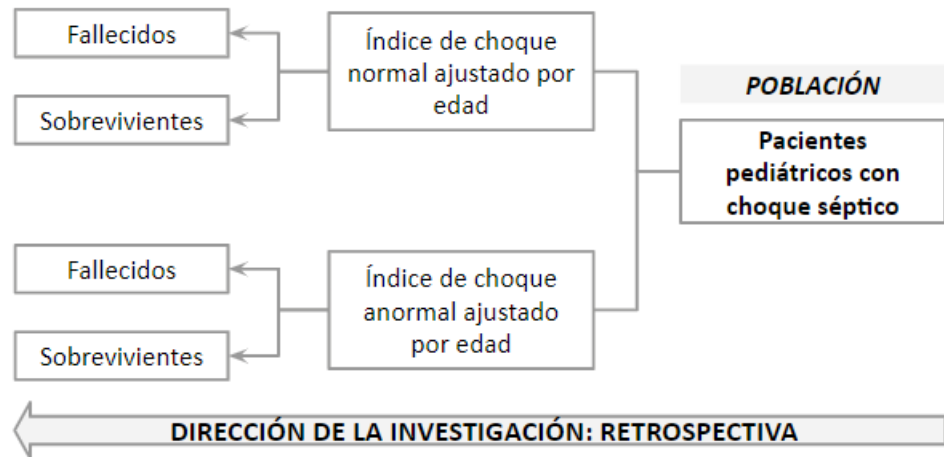 Fallecidos
Sobrevivientes
Índice de choque
normal ajustado por
edad
POBLACIÓN
Pacientes
pediátricos con
choque séptico
Fallecidos
Sobrevivientes
Índice de choque
anormal ajustado
por edad
DIRECCIÓN DE LA INVESTIGACIÓN: RETROSPECTIVA